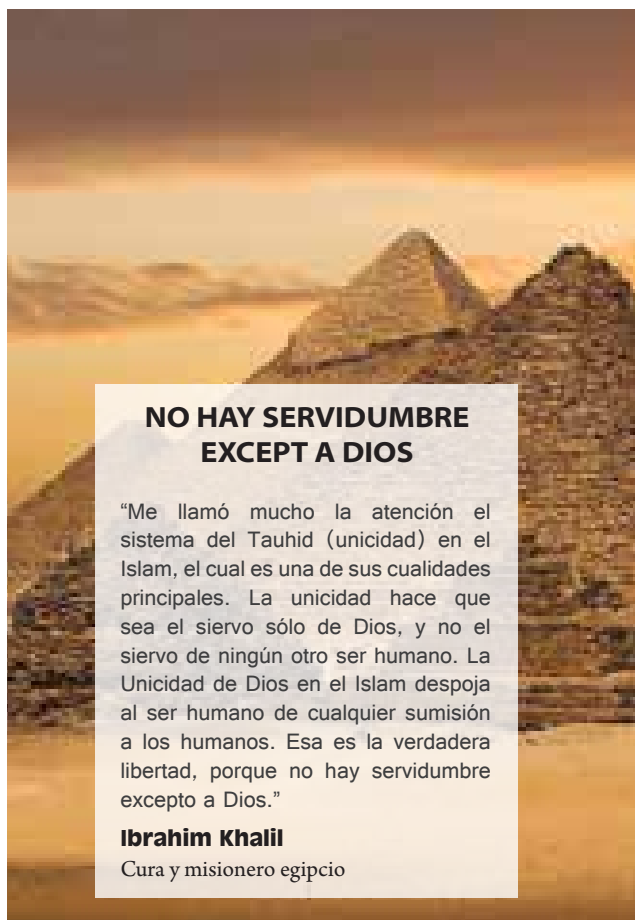 NO HAY SERVIDUMBRE
EXCEPT A DIOS
“Me llamó mucho la atención el
sistema del Tauhid (unicidad) en el
Islam, el cual es una de sus cualidades
principales. La unicidad hace que
sea el siervo sólo de Dios, y no el
siervo de ningún otro ser humano. La
Unicidad de Dios en el Islam despoja
al ser humano de cualquier sumisión
a los humanos. Esa es la verdadera
libertad, porque no hay servidumbre
excepto a Dios.”
Ibrahim Khalil
Cura y misionero egipcio